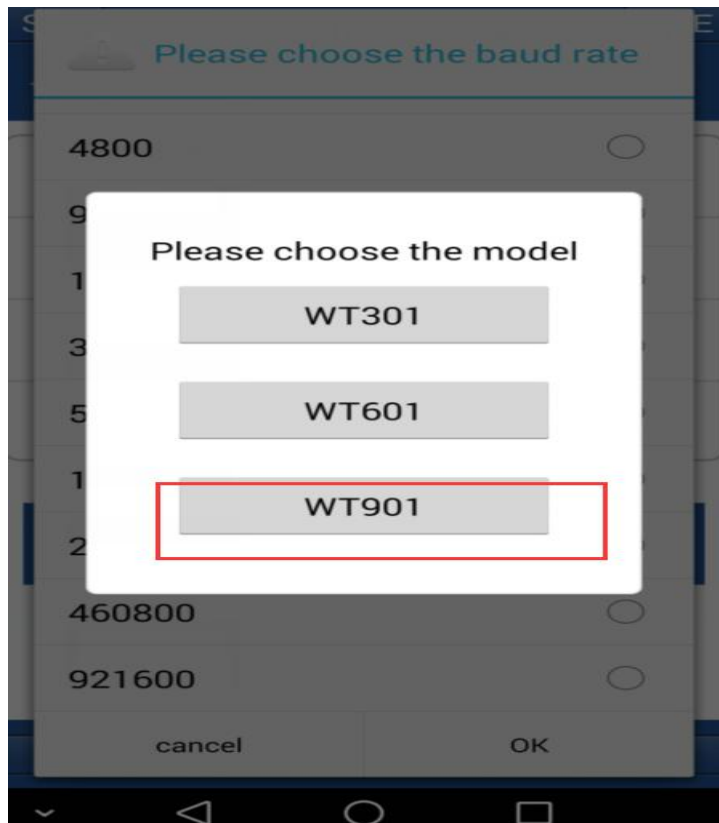 Please choose the baud rate
4800
Please choose the model
WT301
WT601
WT901
460800
921600
cancel
OK